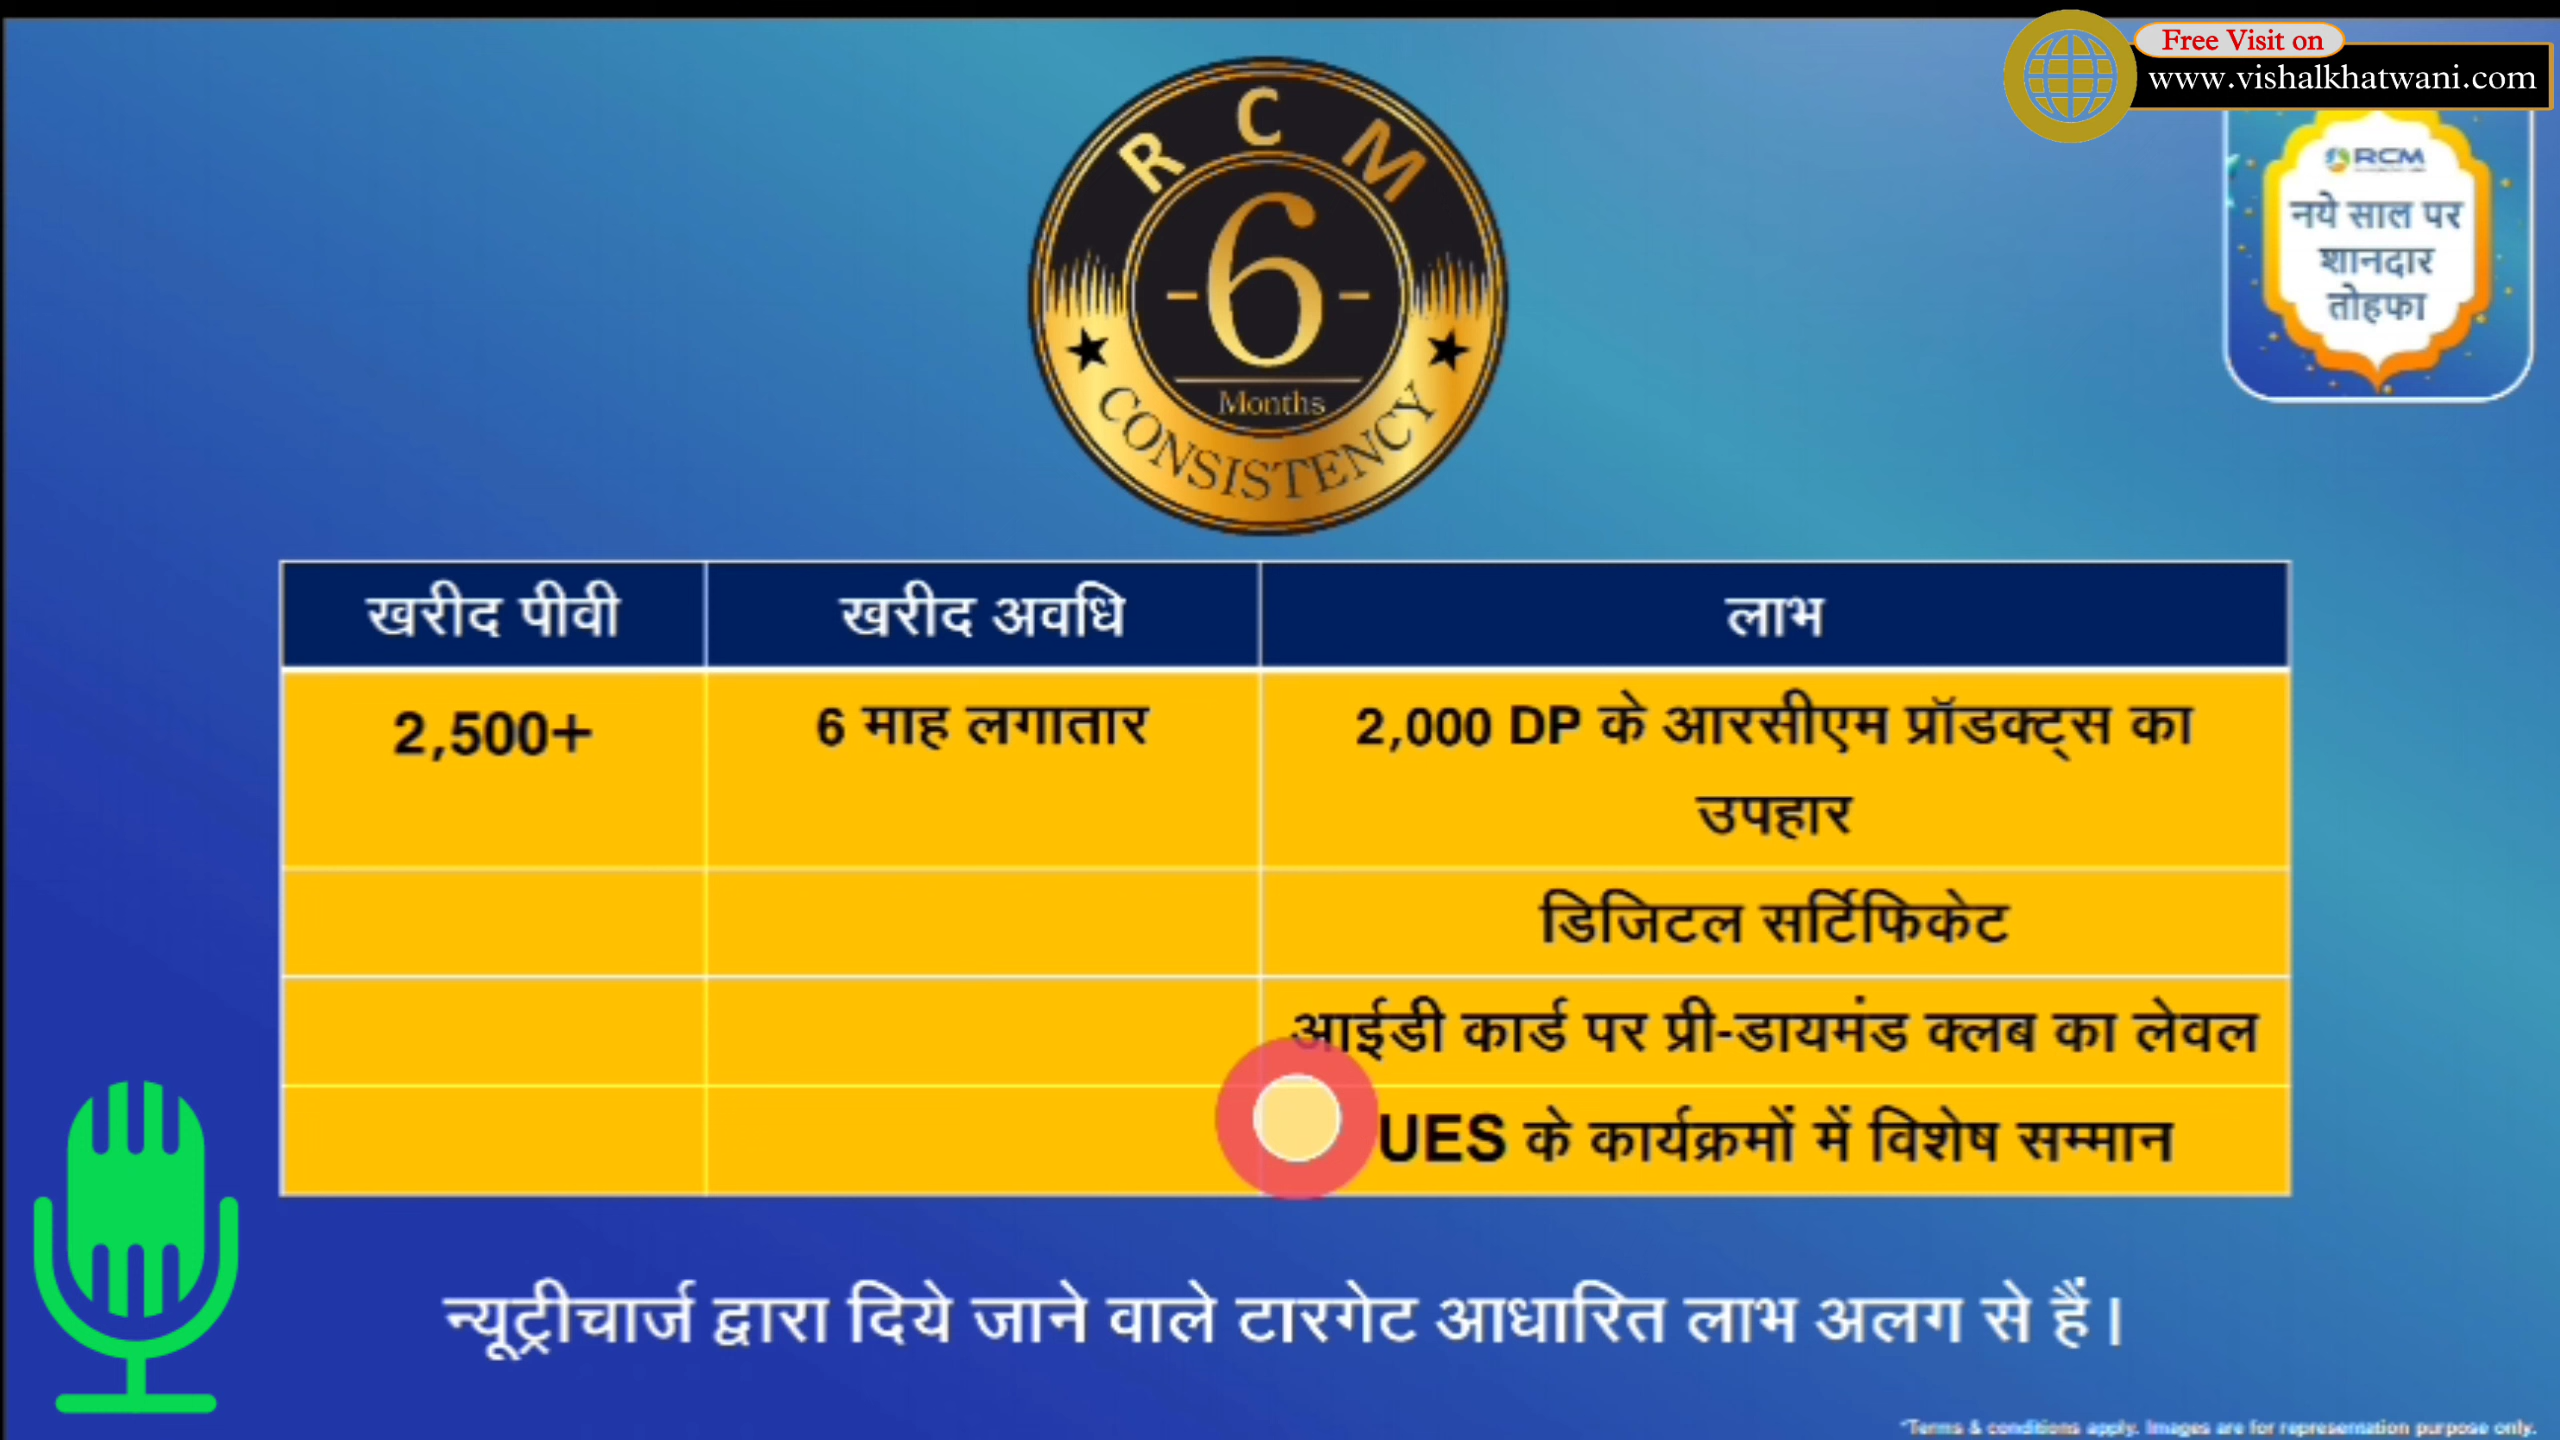 Free Visit on
www.vishalkhatwani.com
R C M
6
Months
CONSISTENCY
RCM
नये साल पर
शानदार
तोहफा
खरीद पीवी खरीद अवधि लाभ
2,500+ 6 माह लगातार 2,000 DP के आरसीएम प्रॉडक्ट्स का
उपहार
डिजिटल सर्टिफिकेट
आईडी कार्ड पर प्री-डायमंड क्लब का लेवल
UES के कार्यक्रमों में विशेष सम्मान
न्यूट्रीचार्ज द्वारा दिये जाने वाले टारगेट आधारित लाभ अलग से हैं।
*Terms & conditions apply. Images are for representation purpose only.